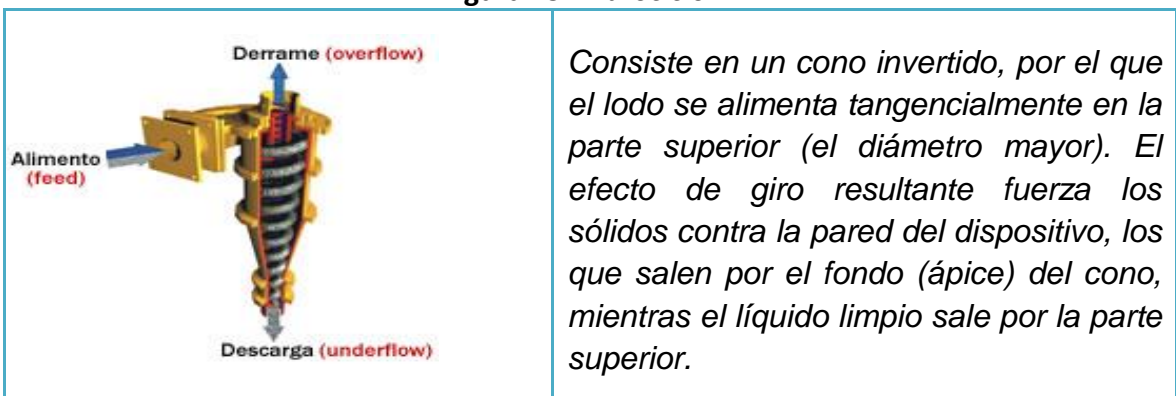 Derrame (overflow)
Alimento
(feed)
Descarga (underflow)
Consiste en un cono invertido, por el que
el lodo se alimenta tangencialmente en la
parte superior (el diámetro mayor). El
efecto de giro resultante fuerza los
sólidos contra la pared del dispositivo, los
que salen por el fondo (ápice) del cono,
mientras el líquido limpio sale por la parte
superior.